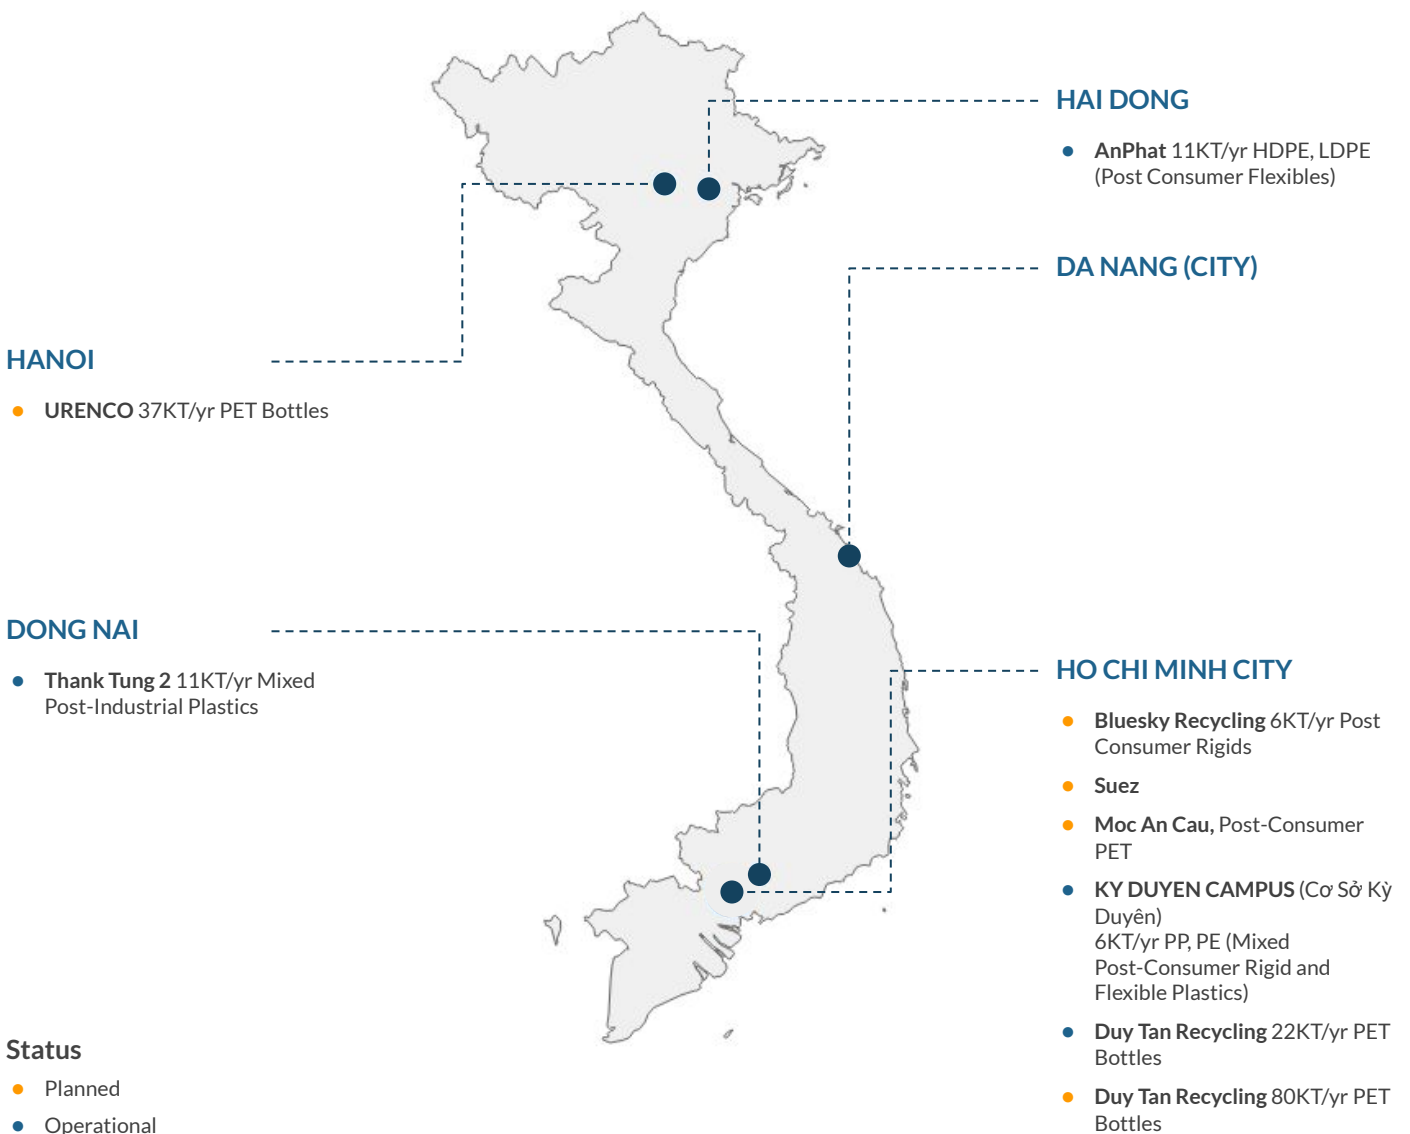 HAI DONG
AnPhat 11KT/yr HDPE, LDPE
(Post Consumer Flexibles)
DA NANG (CITY)
HANOI
URENCO 37KT/yr PET Bottles
DONG NAI
Thank Tung 2 11KT/yr Mixed
Post-Industrial Plastics
HO CHI MINH CITY
Bluesky Recycling 6KT/yr Post
Consumer Rigids
Suez
Moc An Cau, Post-Consumer
PET
KY DUYEN CAMPUS (Cơ Sở Kỳ
Duyên)
6KT/yr PP, PE (Mixed
Post-Consumer Rigid and
Flexible Plastics)
Duy Tan Recycling 22KT/yr PET
Bottles
Duy Tan Recycling 80KT/yr PET
Bottles
Status
Planned
Operational